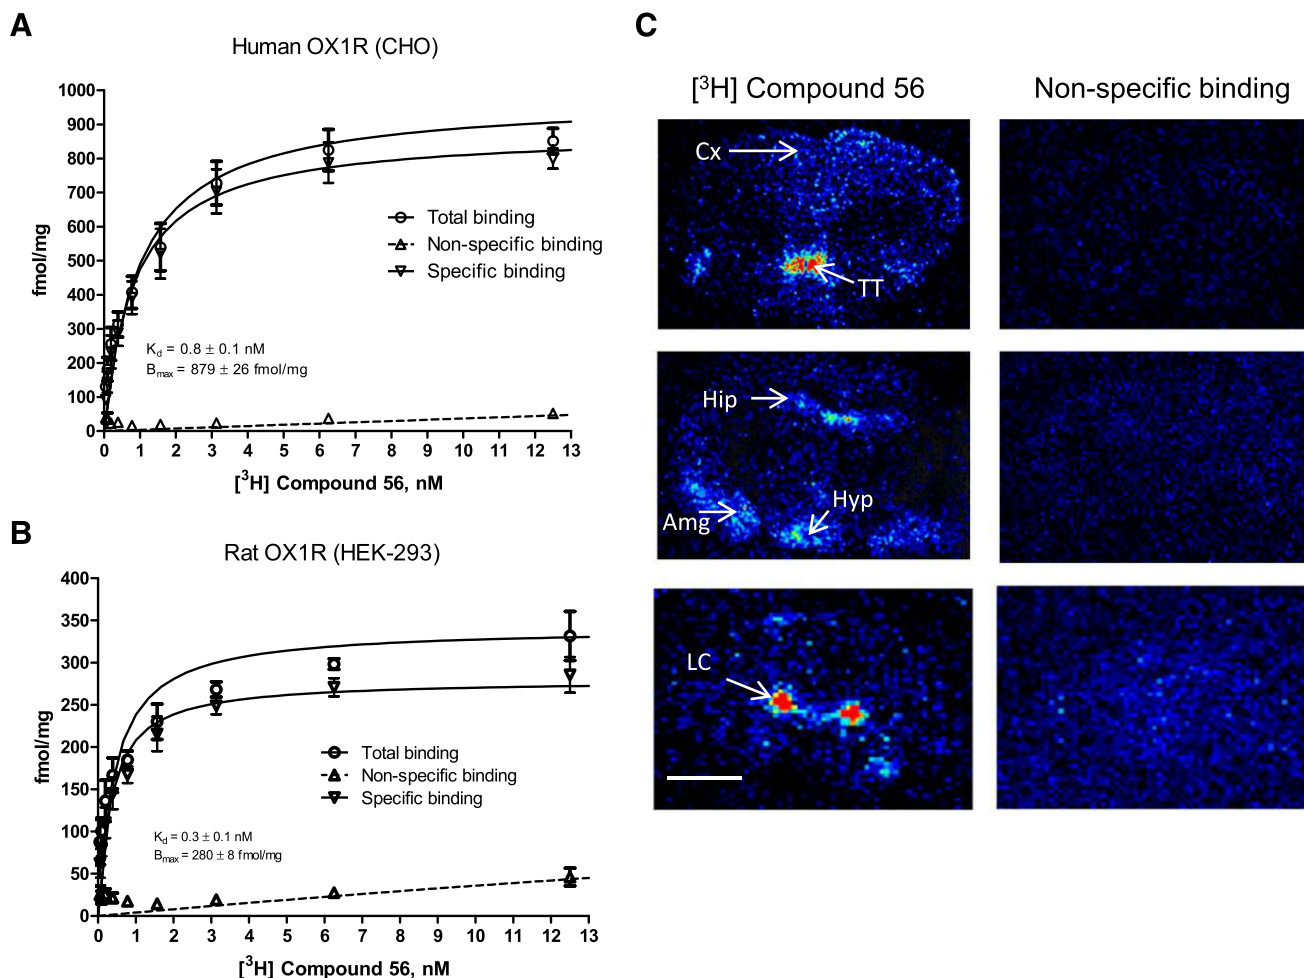 A
Human OX1R (CHO)
1000
900
800
700
600
500
400
300
200
100
0
fmol/mg
Total binding
Non-specific binding
Specific binding
Kd = 0.8 ± 0.1 nM
Bmax = 879 ± 26 fmol/mg
0 1 2 3 4 5 6 7 8 9 10 11 12 13
[³H] Compound 56, nM
B
Rat OX1R (HEK-293)
400
350
300
250
200
150
100
50
0
fmol/mg
Total binding
Non-specific binding
Specific binding
Kd = 0.3 ± 0.1 nM
Bmax = 280 ± 8 fmol/mg
0 1 2 3 4 5 6 7 8 9 10 11 12 13
[³H] Compound 56, nM
C
[³H] Compound 56
Non-specific binding
Cx
TT
Hip
Amg
Hyp
LC